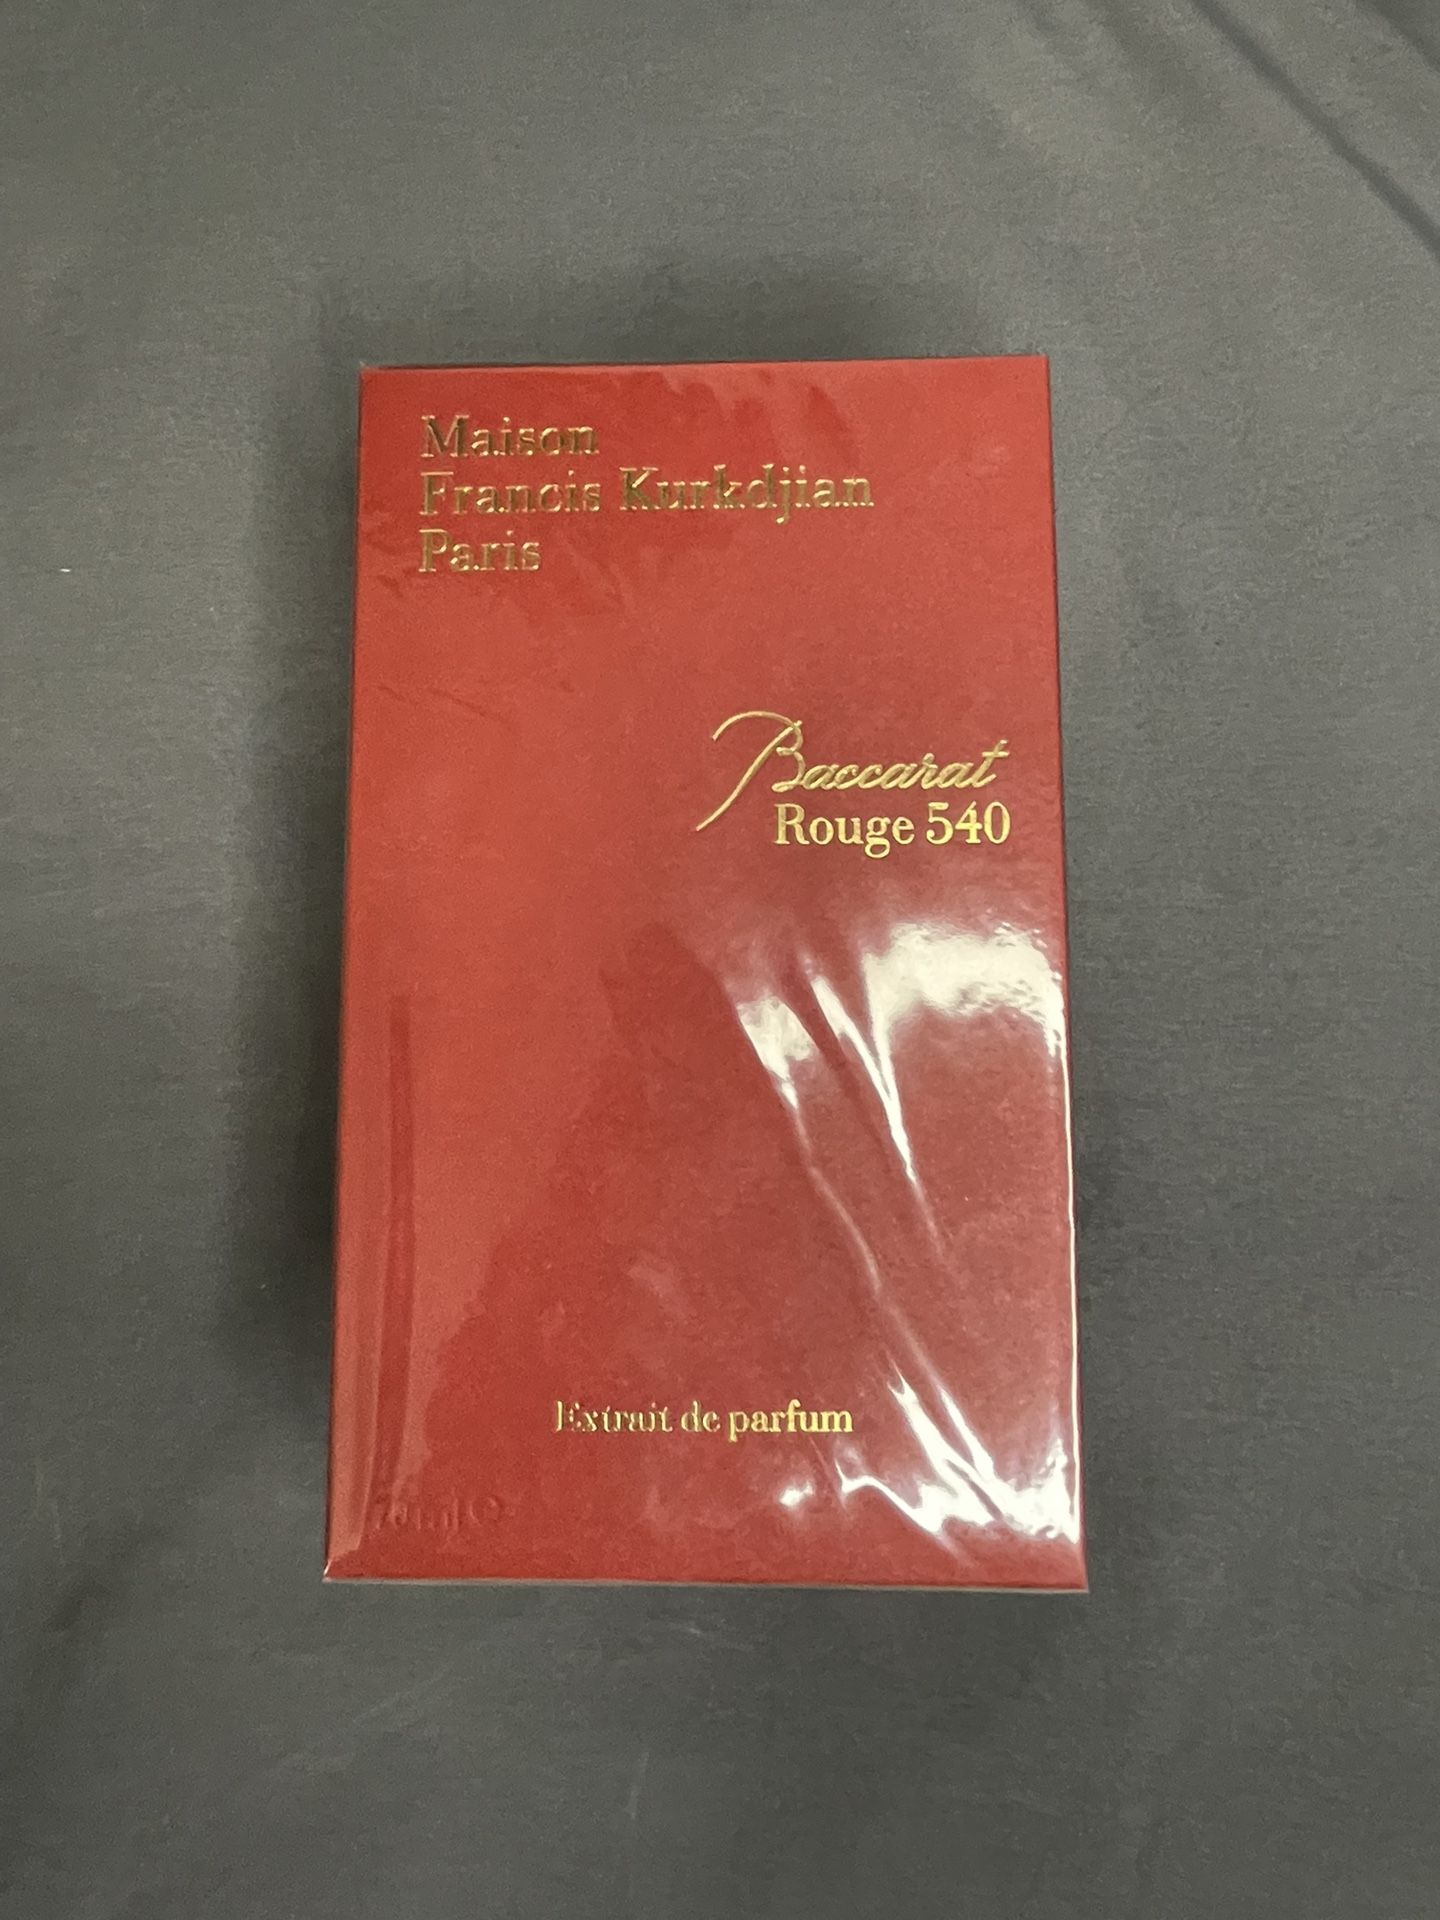 Maison
Francis Kurkdjian
Paris
Baccarat
Rouge 540
Extrait de parfum